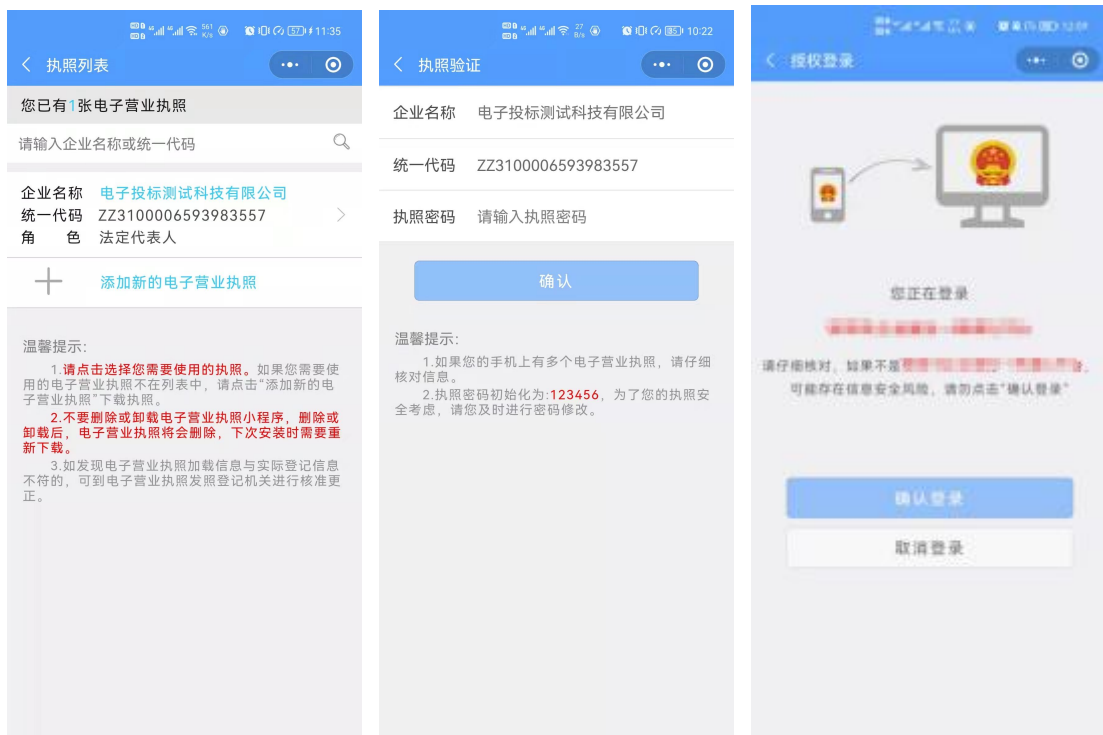 561
K/s
57
11:35
执照列表
您已有1张电子营业执照
请输入企业名称或统一代码
企业名称 电子投标测试科技有限公司
统一代码 ZZ3100006593983557
角 色 法定代表人
添加新的电子营业执照
温馨提示:
1.请点击选择您需要使用的执照。如果您需要使
用的电子营业执照不在列表中，请点击“添加新的电
子营业执照”下载执照。
2.不要删除或卸载电子营业执照小程序，删除或
卸载后，电子营业执照将会删除，下次安装时需要重
新下载。
3.如发现电子营业执照加载信息与实际登记信息
不符的，可到电子营业执照发照登记机关进行核准更
正。
27
B/s
85
10:22
执照验证
企业名称 电子投标测试科技有限公司
统一代码 ZZ3100006593983557
执照密码 请输入执照密码
确认
温馨提示:
1.如果您的手机上有多个电子营业执照，请仔细
核对信息。
2.执照密码初始化为:123456，为了您的执照安
全考虑，请您及时进行密码修改。
授权登录
您正在登录
请仔细核对，如果不是
可能存在信息安全风险，请勿点击“确认登录”
确认登录
取消登录